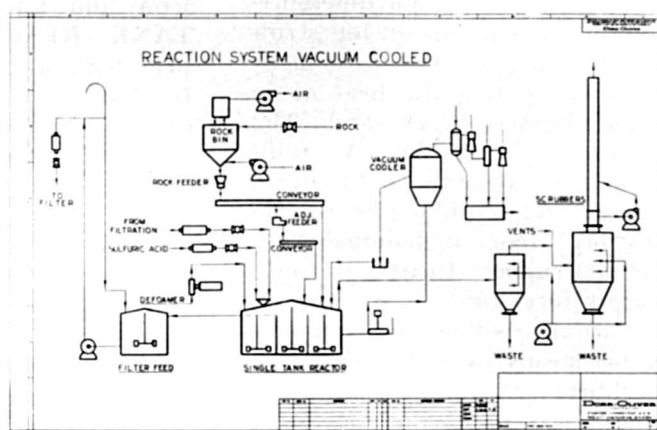 REACTION SYSTEM VACUUM COOLED
AIR
ROCK BIN
ROCK
AIR
ROCK FEEDER
CONVEYOR
ADJ. FEEDER
CONVEYOR
TO
FILTER
FROM
FILTRATION
SULFURIC ACID
DEFOAMER
VACUUM
COOLER
SCRUBBERS
VENTS
WASTE
WASTE
FILTER FEED
SINGLE TANK REACTOR
DORR-OLIVER